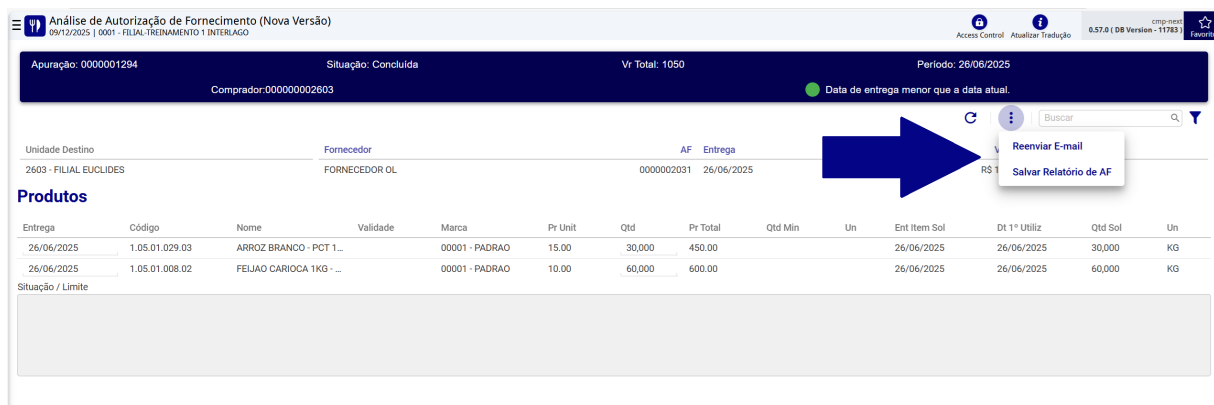 Análise de Autorização de Fornecimento (Nova Versão)
09/12/2025 | 0001 - FILIAL-TREINAMENTO 1 INTERLAGO
Access Control
Atualizar Tradução
cmp-next
0.57.0 ( DB Version - 11783 )
Favorit
Apuração: 0000001294 Situação: Concluída Vr Total: 1050 Período: 26/06/2025
Comprador:000000002603 Data de entrega menor que a data atual.
Buscar
Reenviar E-mail
Salvar Relatório de AF
Unidade Destino Fornecedor AF Entrega
2603 - FILIAL EUCLIDES FORNECEDOR OL 0000002031 26/06/2025 R$ 1
Produtos
Entrega Código Nome Validade Marca Pr Unit Qtd Pr Total Qtd Min Un Ent Item Sol Dt 1º Utiliz Qtd Sol Un
26/06/2025 1.05.01.029.03 ARROZ BRANCO - PCT 1... 00001 - PADRAO 15.00 30,000 450.00 26/06/2025 26/06/2025 30,000 KG
26/06/2025 1.05.01.008.02 FEIJAO CARIOCA 1KG - ... 00001 - PADRAO 10.00 60,000 600.00 26/06/2025 26/06/2025 60,000 KG
Situação / Limite